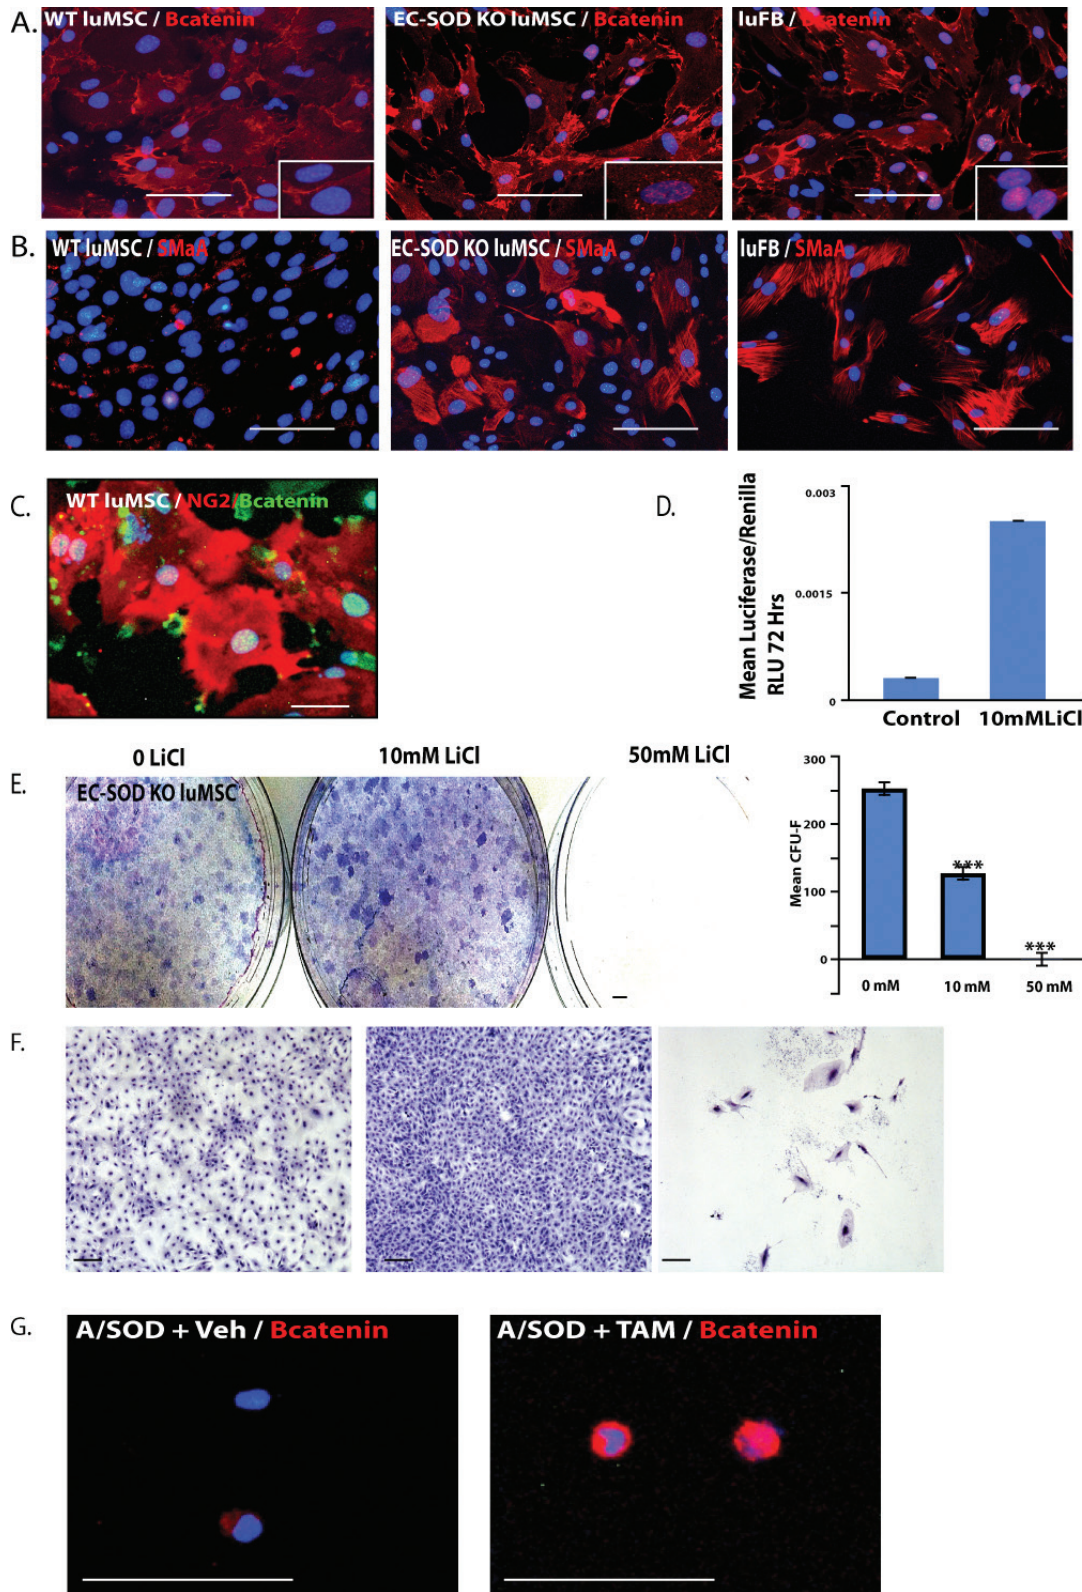 A.
WT luMSC / Bcatenin
EC-SOD KO luMSC / Bcatenin
luFB / Bcatenin
B.
WT luMSC / SMaA
EC-SOD KO luMSC / SMaA
luFB / SMaA
C.
WT luMSC / NG2/Bcatenin
D.
Mean Luciferase/Renilla
RLU 72 Hrs
0.003
0.0015
0
Control
10mMLiCl
E.
0 LiCl
10mM LiCl
50mM LiCl
EC-SOD KO luMSC
Mean CFU-F
300
200
100
0
***
***
0 mM
10 mM
50 mM
F.
G.
A/SOD + Veh / Bcatenin
A/SOD + TAM / Bcatenin